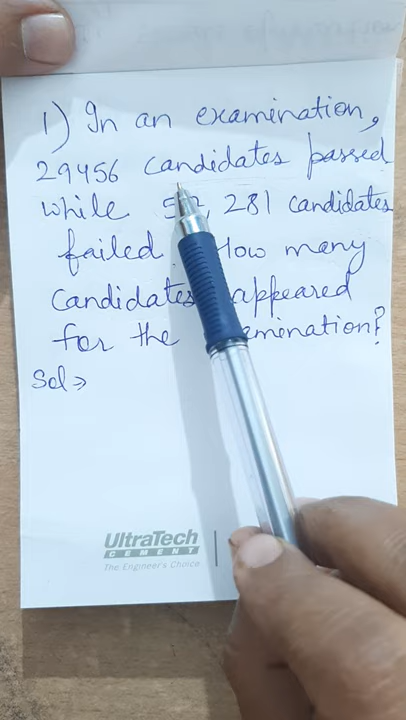 1) In an examination,
29456 candidates passed
while 281 candidates
failed. How many
candidates appeared
for the
Sol⇒
UltraTech
CEMENT
The Engineer's Choice